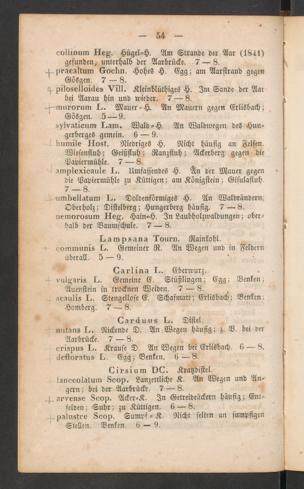 — 54 —
collinum Heg. Hügel=H. Am Strande der Aar (1841)
gefunden, unterhalb der Aarbrücke. 7 — 8.
praealtum Gochn. Hohes H. Egg; am Aarstrand gegen
Gösgen. 7 — 8.
piloselloides Vill. Kleinblüthiges H. Im Sande der Aar
bei Aarau hin und wieder. 7 — 8.
murorum L. Mauer=H. An Mauern gegen Erlisbach;
Gösgen. 5—9.
sylvaticum Lam. Wald=H. An Waldwegen des Hun-
gerberges gemein. 6 — 9.
humile Host. Niedriges H. Nicht häufig an Felsen.
Wiesenfluh; Geißfluh; Ramsfluh; Ackerberg gegen die
Papiermühle. 7 — 8.
amplexicaule L. Umfassendes H. An der Mauer gegen
die Papiermühle zu Küttigen; am Königstein; Gisulafluh.
7 — 8.
umbellatum L. Doldenförmiges H. An Walbrändern;
Oberholz; Distelberg; Hungerberg häufig. 7 — 8.
nemorosum Heg. Hain=H. In Laubholzwaldungen; ober-
halb der Baumschule. 7 — 8.
Lampsana Tourn. Rainkohl.
communis L. Gemeiner R. An Wegen und in Feldern
überall. 5 — 9.
Carlina L. Eberwurz.
vulgaris L. Gemeine E. Stüßlingen; Egg; Benken;
Auenstein in trocknen Weiden. 7 — 8.
acaulis L. Stengellose E. Schafmatt; Erlisbach; Benken;
Homberg. 7 — 8.
Carduus L. Distel.
nutans L. Nickende D. An Wegen häufig; z. B. bei der
Aarbrücke. 7 — 8.
crispus L. Krause D. An Wegen bei Erlisbach. 6 — 8.
defloratus L. Egg; Benken. 6 — 8.
Cirsium DC. Kratzdistel.
lanceolatum Scop. Lanzettliche K. An Wegen und An-
gern; bei der Aarbrücke. 7 — 8.
arvense Scop. Acker=K. In Getreideäckern häufig; Ent-
felden; Suhr; zu Küttigen. 6 — 8.
palustre Scop. Sumpf=K. Nicht selten an sumpfigen
Stellen. Benken. 6 — 9.